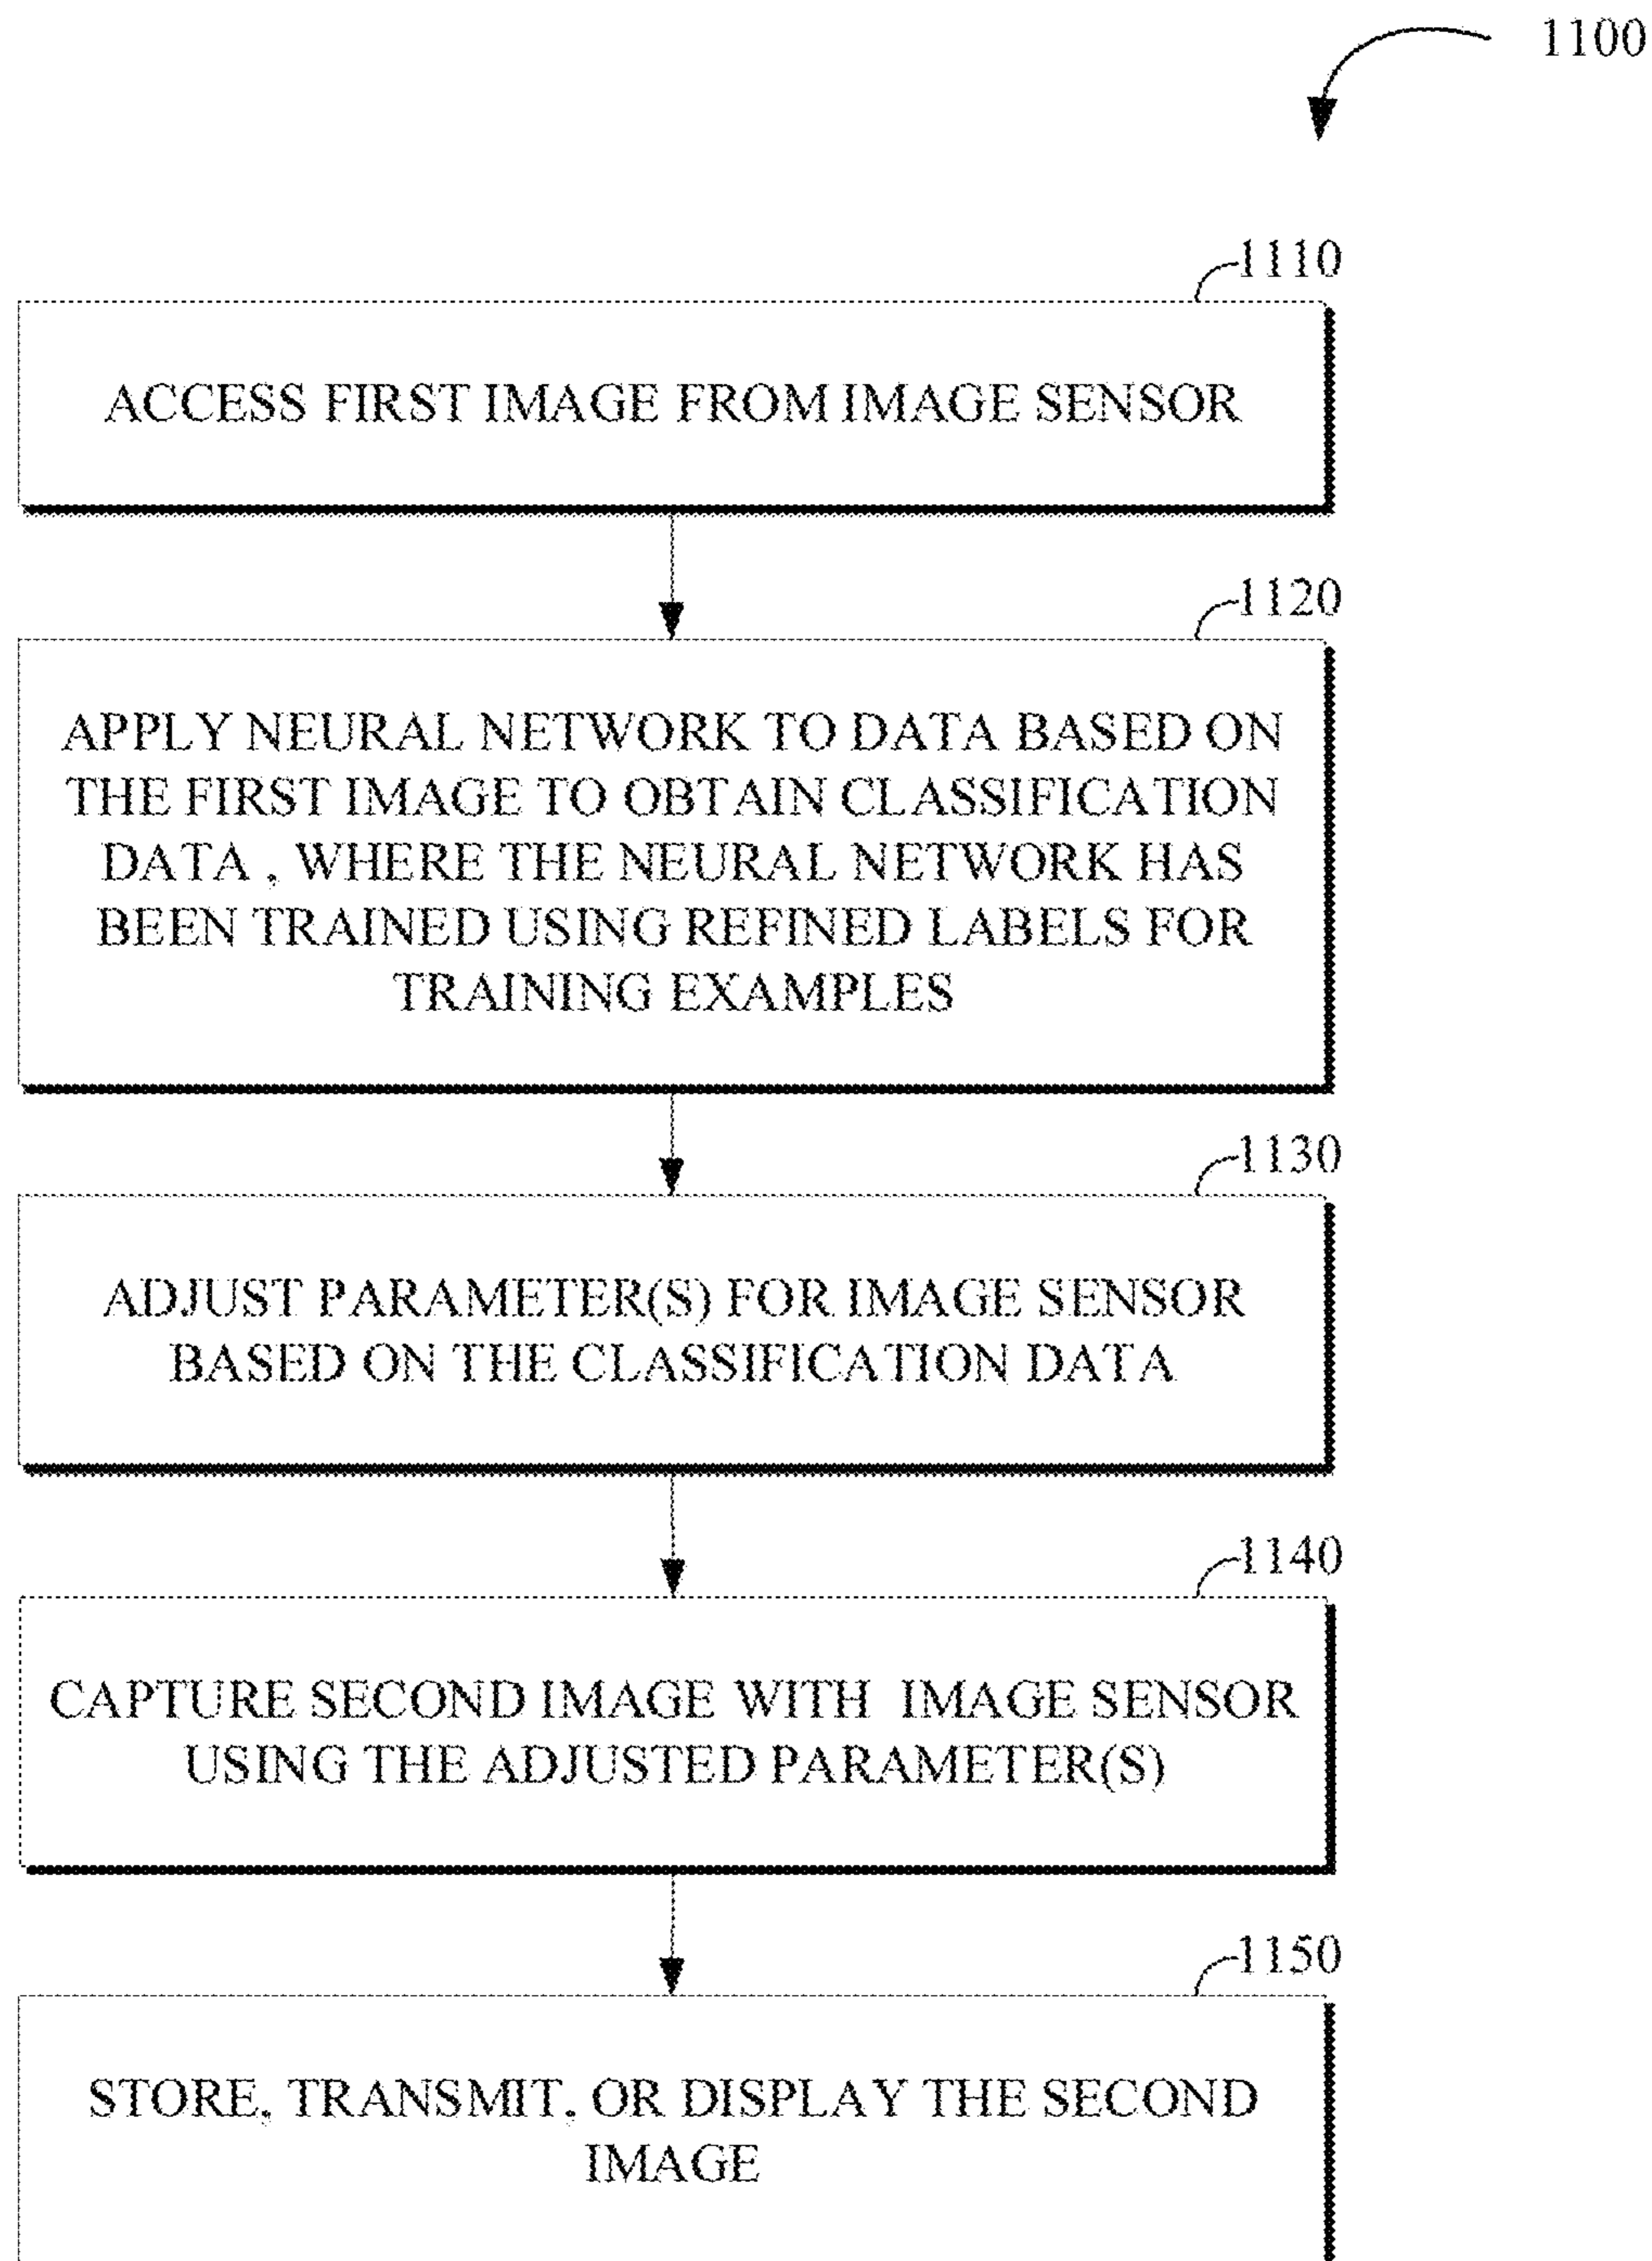 1100
1110
ACCESS FIRST IMAGE FROM IMAGE SENSOR
1120
APPLY NEURAL NETWORK TO DATA BASED ON
THE FIRST IMAGE TO OBTAIN CLASSIFICATION
DATA , WHERE THE NEURAL NETWORK HAS
BEEN TRAINED USING REFINED LABELS FOR
TRAINING EXAMPLES
1130
ADJUST PARAMETER(S) FOR IMAGE SENSOR
BASED ON THE CLASSIFICATION DATA
1140
CAPTURE SECOND IMAGE WITH IMAGE SENSOR
USING THE ADJUSTED PARAMETER(S)
1150
STORE, TRANSMIT, OR DISPLAY THE SECOND
IMAGE